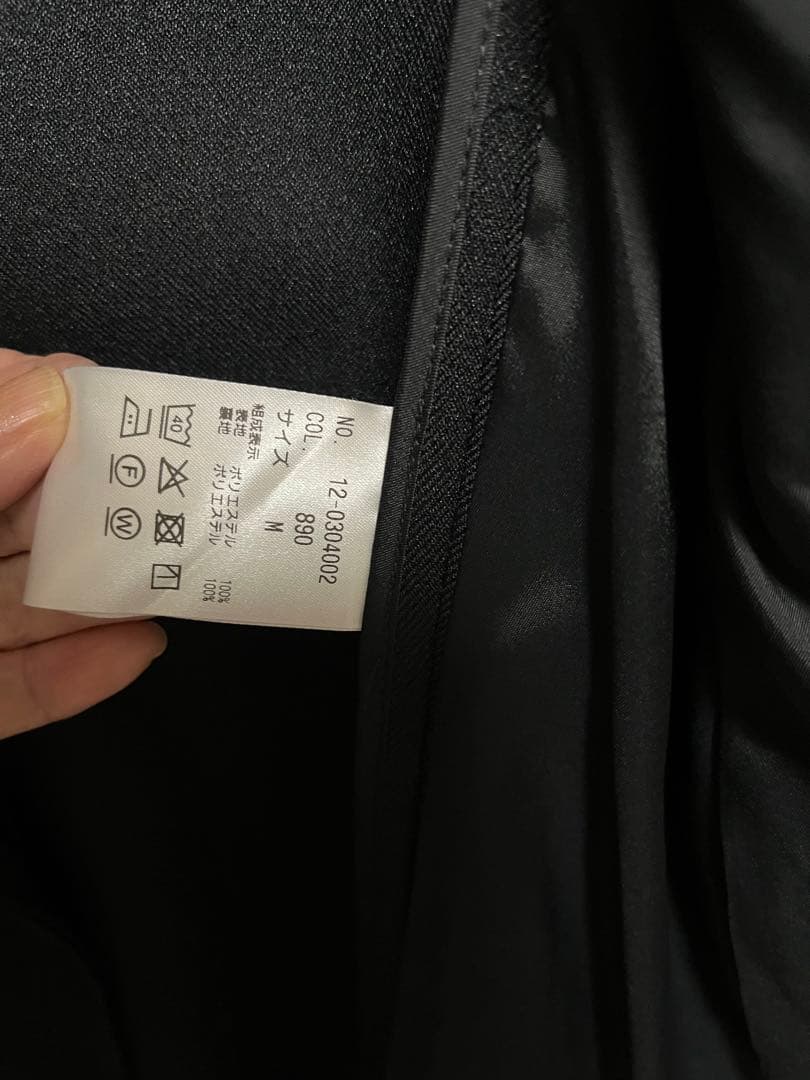 NO. 12-0304002
COL. 890
サイズ M
組成表示
表地 ポリエステル 100%
裏地 ポリエステル 100%
40
F
W